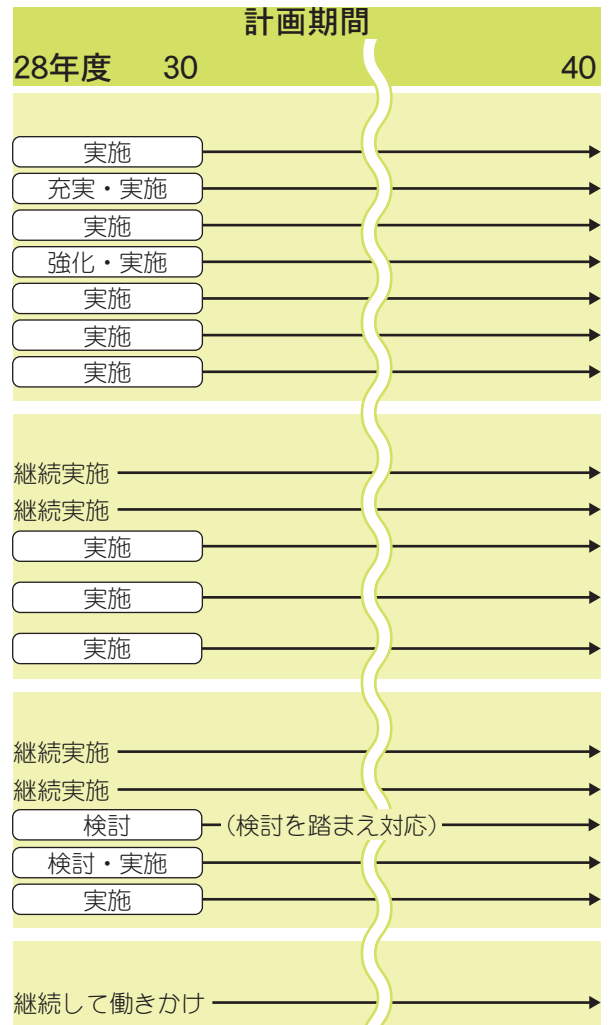 計画期間
28年度 30 40
実施
充実・実施
実施
強化・実施
実施
実施
実施
継続実施
継続実施
実施
実施
実施
継続実施
継続実施
検討 (検討を踏まえ対応)
検討・実施
実施
継続して働きかけ